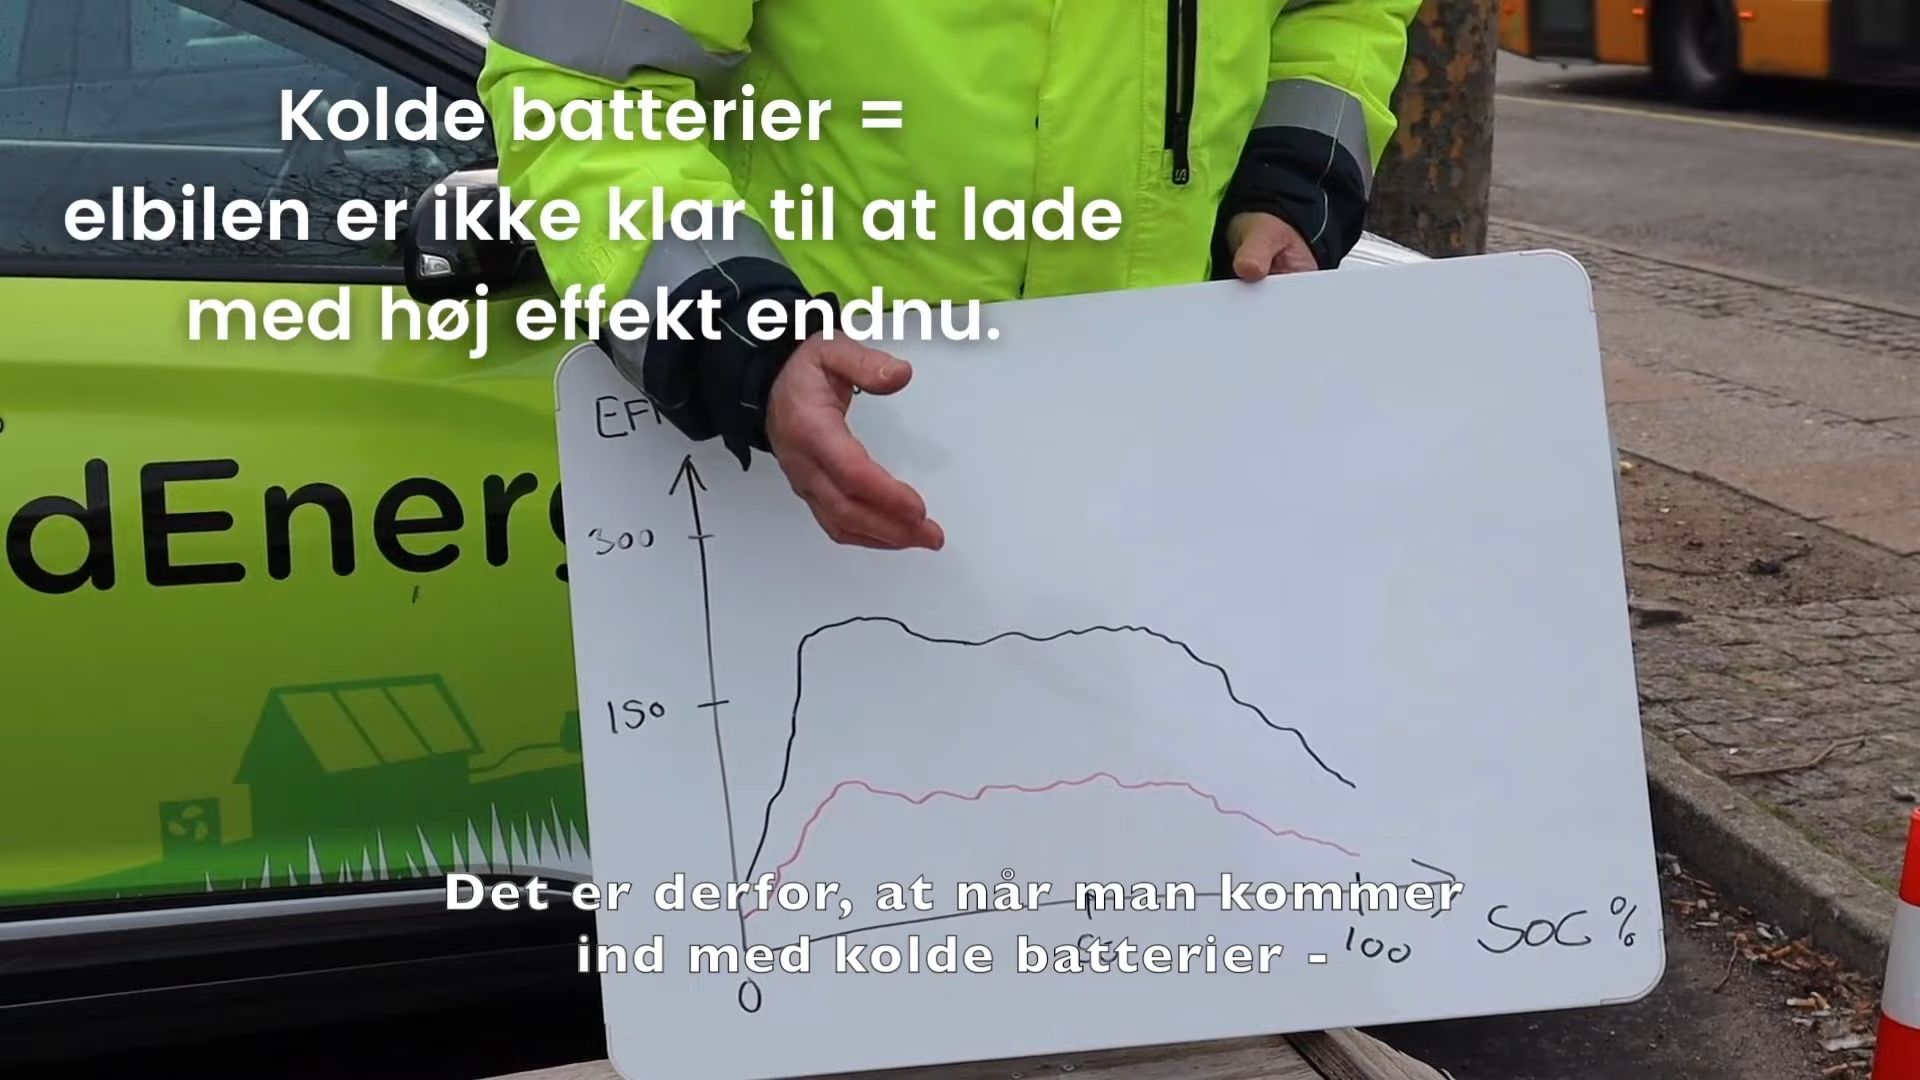 Kolde batterier =
elbilen er ikke klar til at lade
med høj effekt endnu.
dEnerg
300
150
Det er derfor, at når man kommer
ind med kolde batterier -
100
SOC %
0